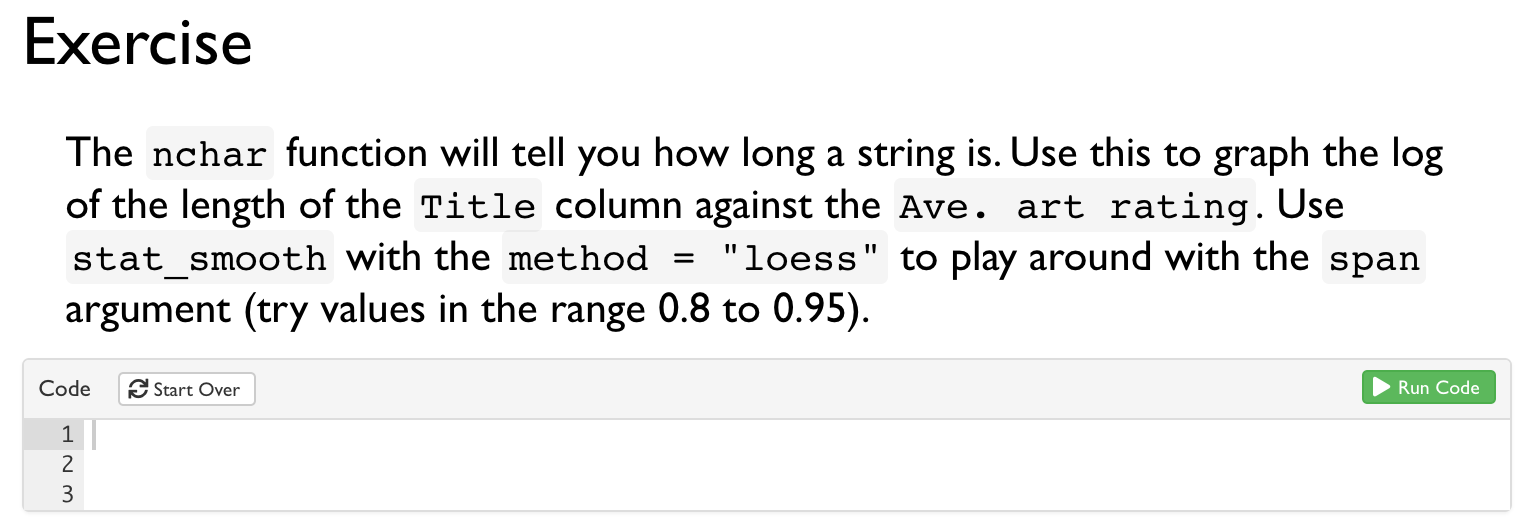 Exercise
The nchar function will tell you how long a string is. Use this to graph the log
of the length of the Title column against the Ave. art rating. Use
stat_smooth with the method = "loess" to play around with the span
argument (try values in the range 0.8 to 0.95).
Code Start Over Run Code
1
2
3